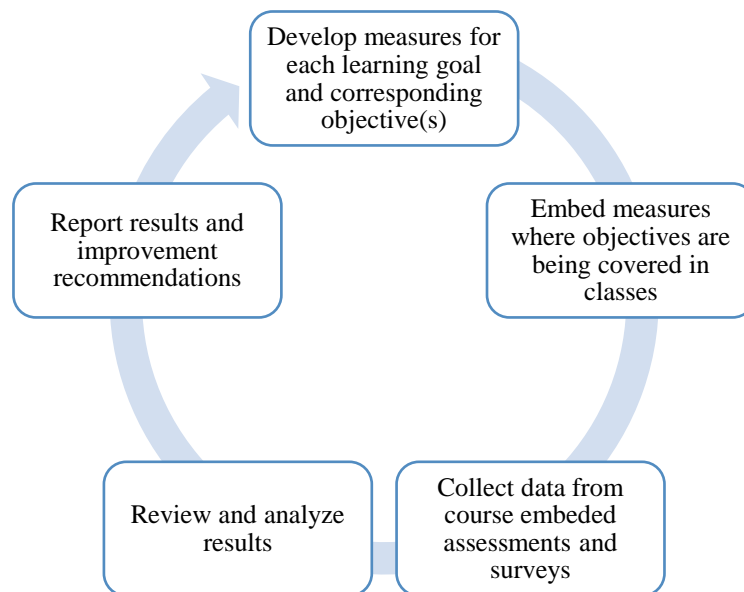 Develop measures for
each learning goal
and corresponding
objective(s)
Embed measures
where objectives are
being covered in
classes
Collect data from
course embeded
assessments and
surveys
Review and analyze
results
Report results and
improvement
recommendations